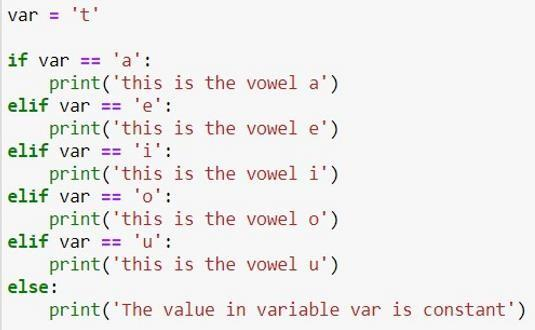 var = 't'

if var == 'a':
    print('this is the vowel a')
elif var == 'e':
    print('this is the vowel e')
elif var == 'i':
    print('this is the vowel i')
elif var == 'o':
    print('this is the vowel o')
elif var == 'u':
    print('this is the vowel u')
else:
    print('The value in variable var is constant')